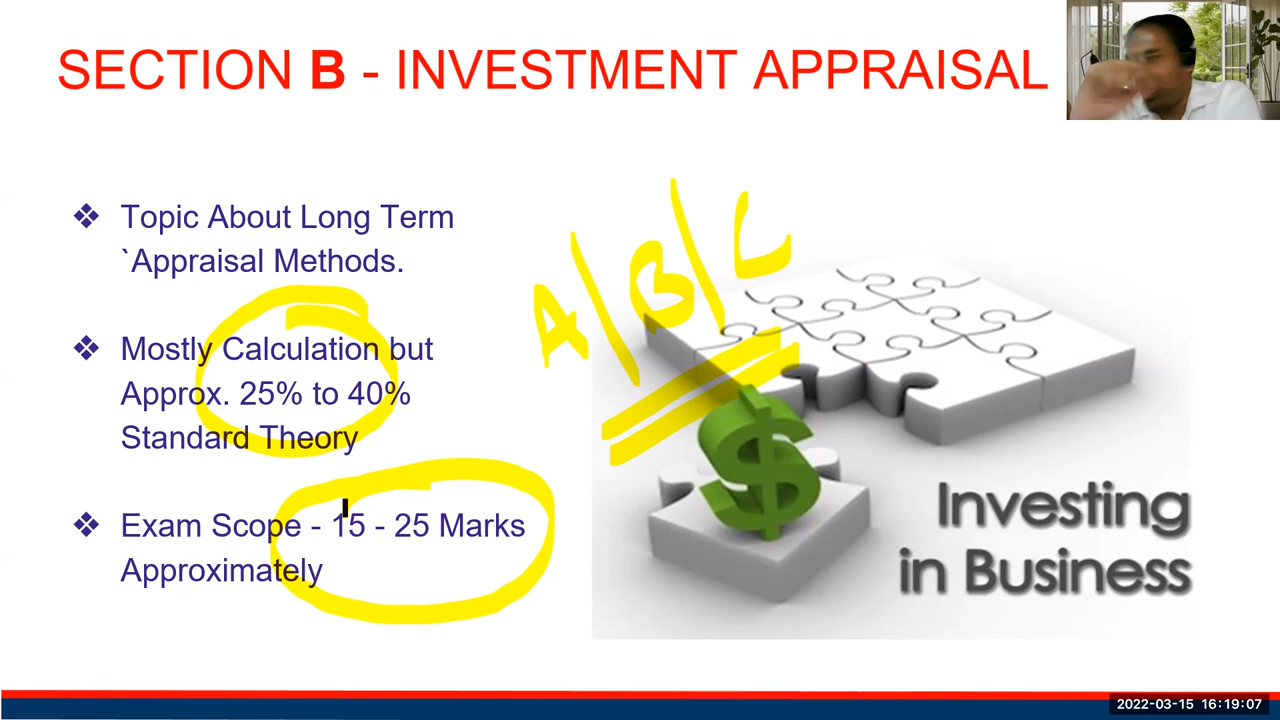 SECTION B - INVESTMENT APPRAISAL
❖ Topic About Long Term
`Appraisal Methods.
❖ Mostly Calculation but
Approx. 25% to 40%
Standard Theory
❖ Exam Scope - 15 - 25 Marks
Approximately
A/B/C
$
Investing
in Business
2022-03-15 16:19:07